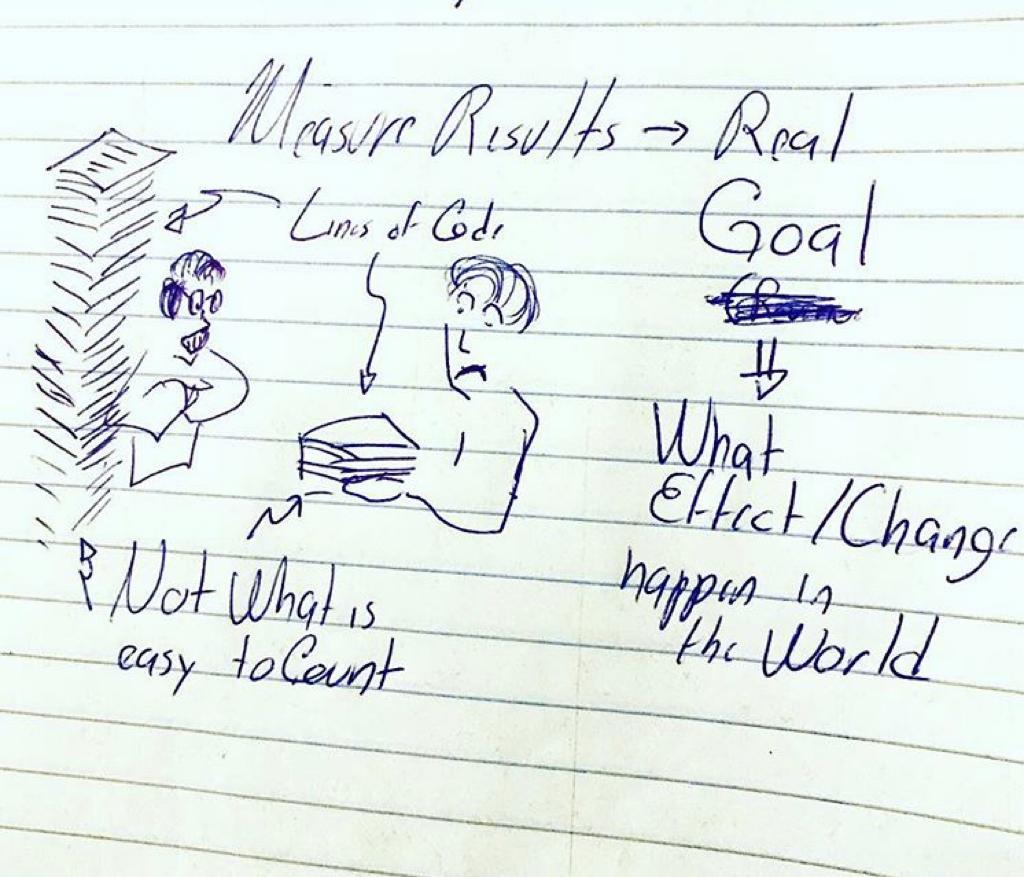 Measure Results → Real
Goal
Lines of Code
What
Effect/Change
happen in
the World
Not What is
easy to Count